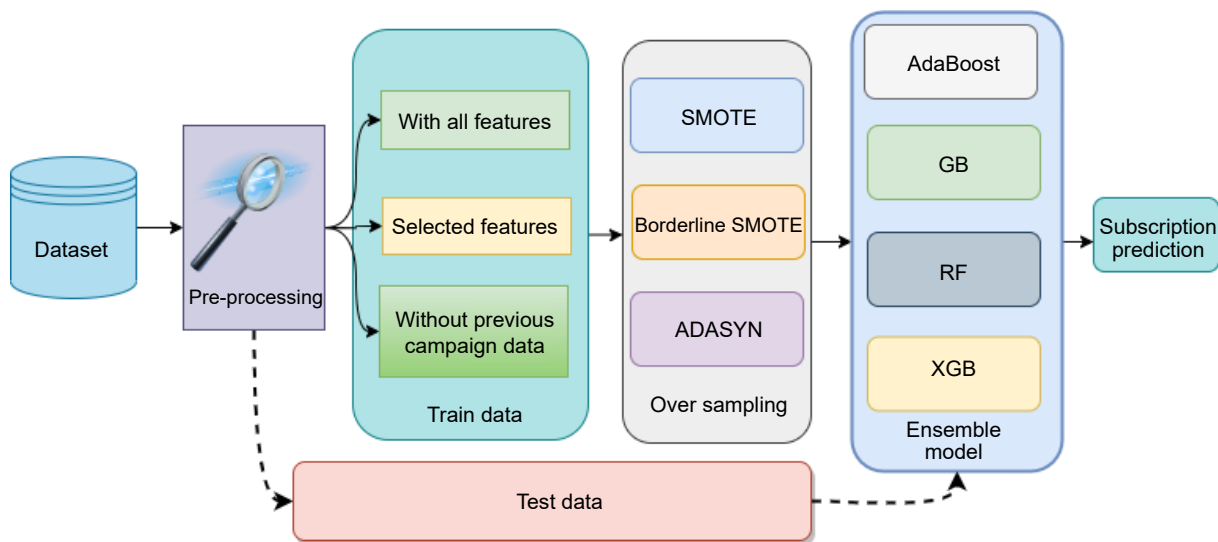 Dataset
Pre-processing
With all features
Selected features
Without previous
campaign data
Train data
SMOTE
Borderline SMOTE
ADASYN
Over sampling
AdaBoost
GB
RF
XGB
Ensemble
model
Subscription
prediction
Test data